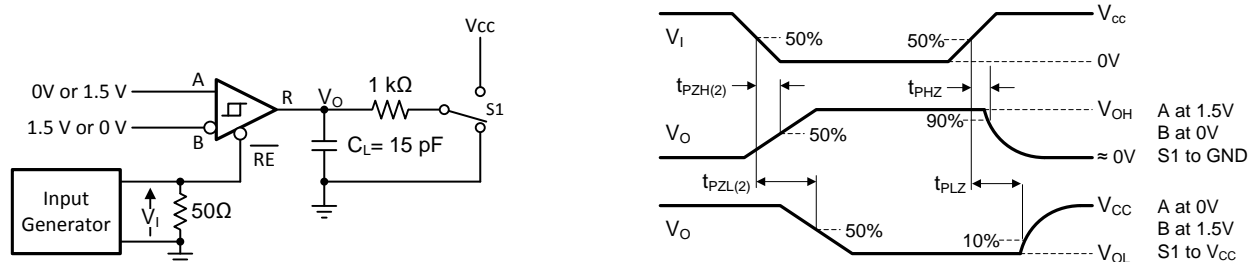 Vcc
0V or 1.5 V
A
1 kΩ
R
VO
S1
1.5 V or 0 V
B
RE
CL= 15 pF
Input
Generator
VI
50Ω
VI
50%
50%
Vcc
0V
tPZH(2)
tPHZ
VO
50%
90%
VOH
≈ 0V
A at 1.5V
B at 0V
S1 to GND
tPZL(2)
tPLZ
VO
50%
10%
VCC
VOL
A at 0V
B at 1.5V
S1 to VCC